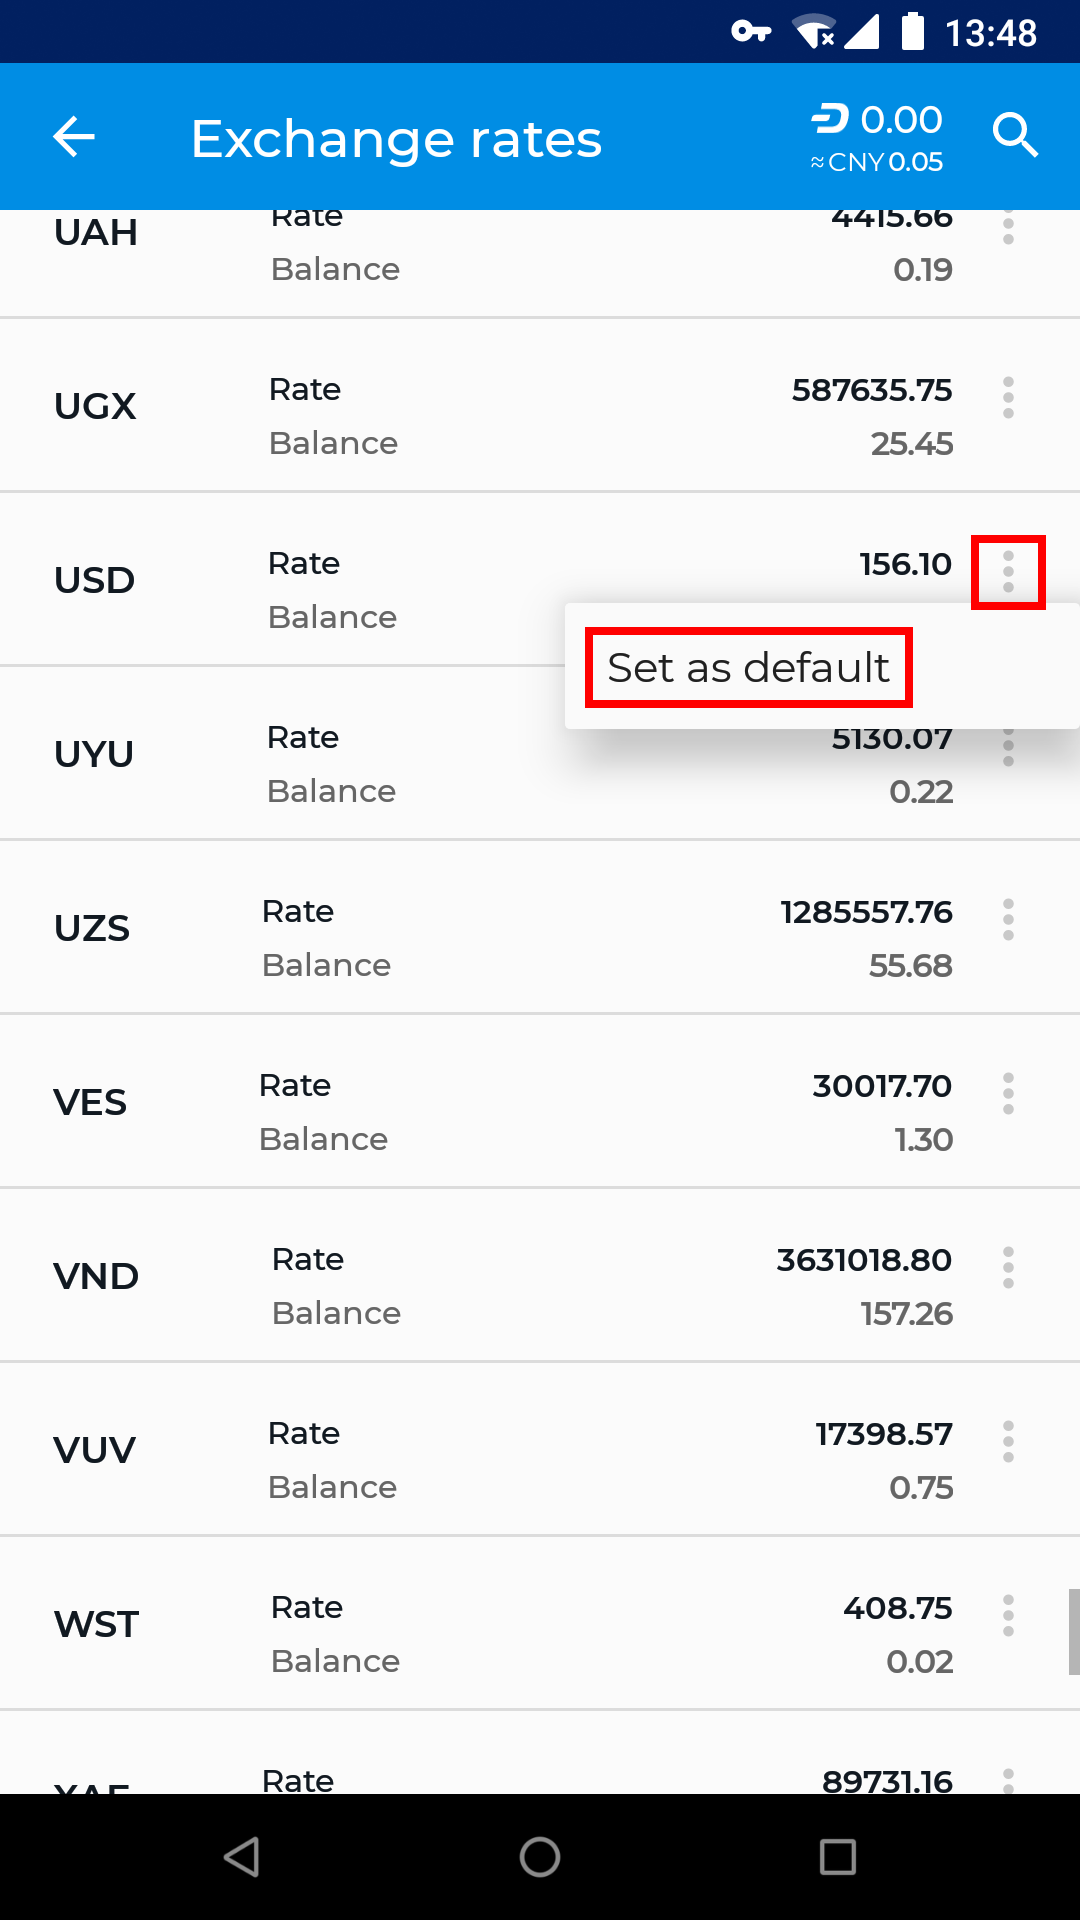 13:48
Exchange rates
0.00
≈CNY 0.05
UAH
Rate 4415.66
Balance 0.19
UGX
Rate 587635.75
Balance 25.45
USD
Rate 156.10
Balance
Set as default
UYU
Rate 5130.07
Balance 0.22
UZS
Rate 1285557.76
Balance 55.68
VES
Rate 30017.70
Balance 1.30
VND
Rate 3631018.80
Balance 157.26
VUV
Rate 17398.57
Balance 0.75
WST
Rate 408.75
Balance 0.02
XAF
Rate 89731.16